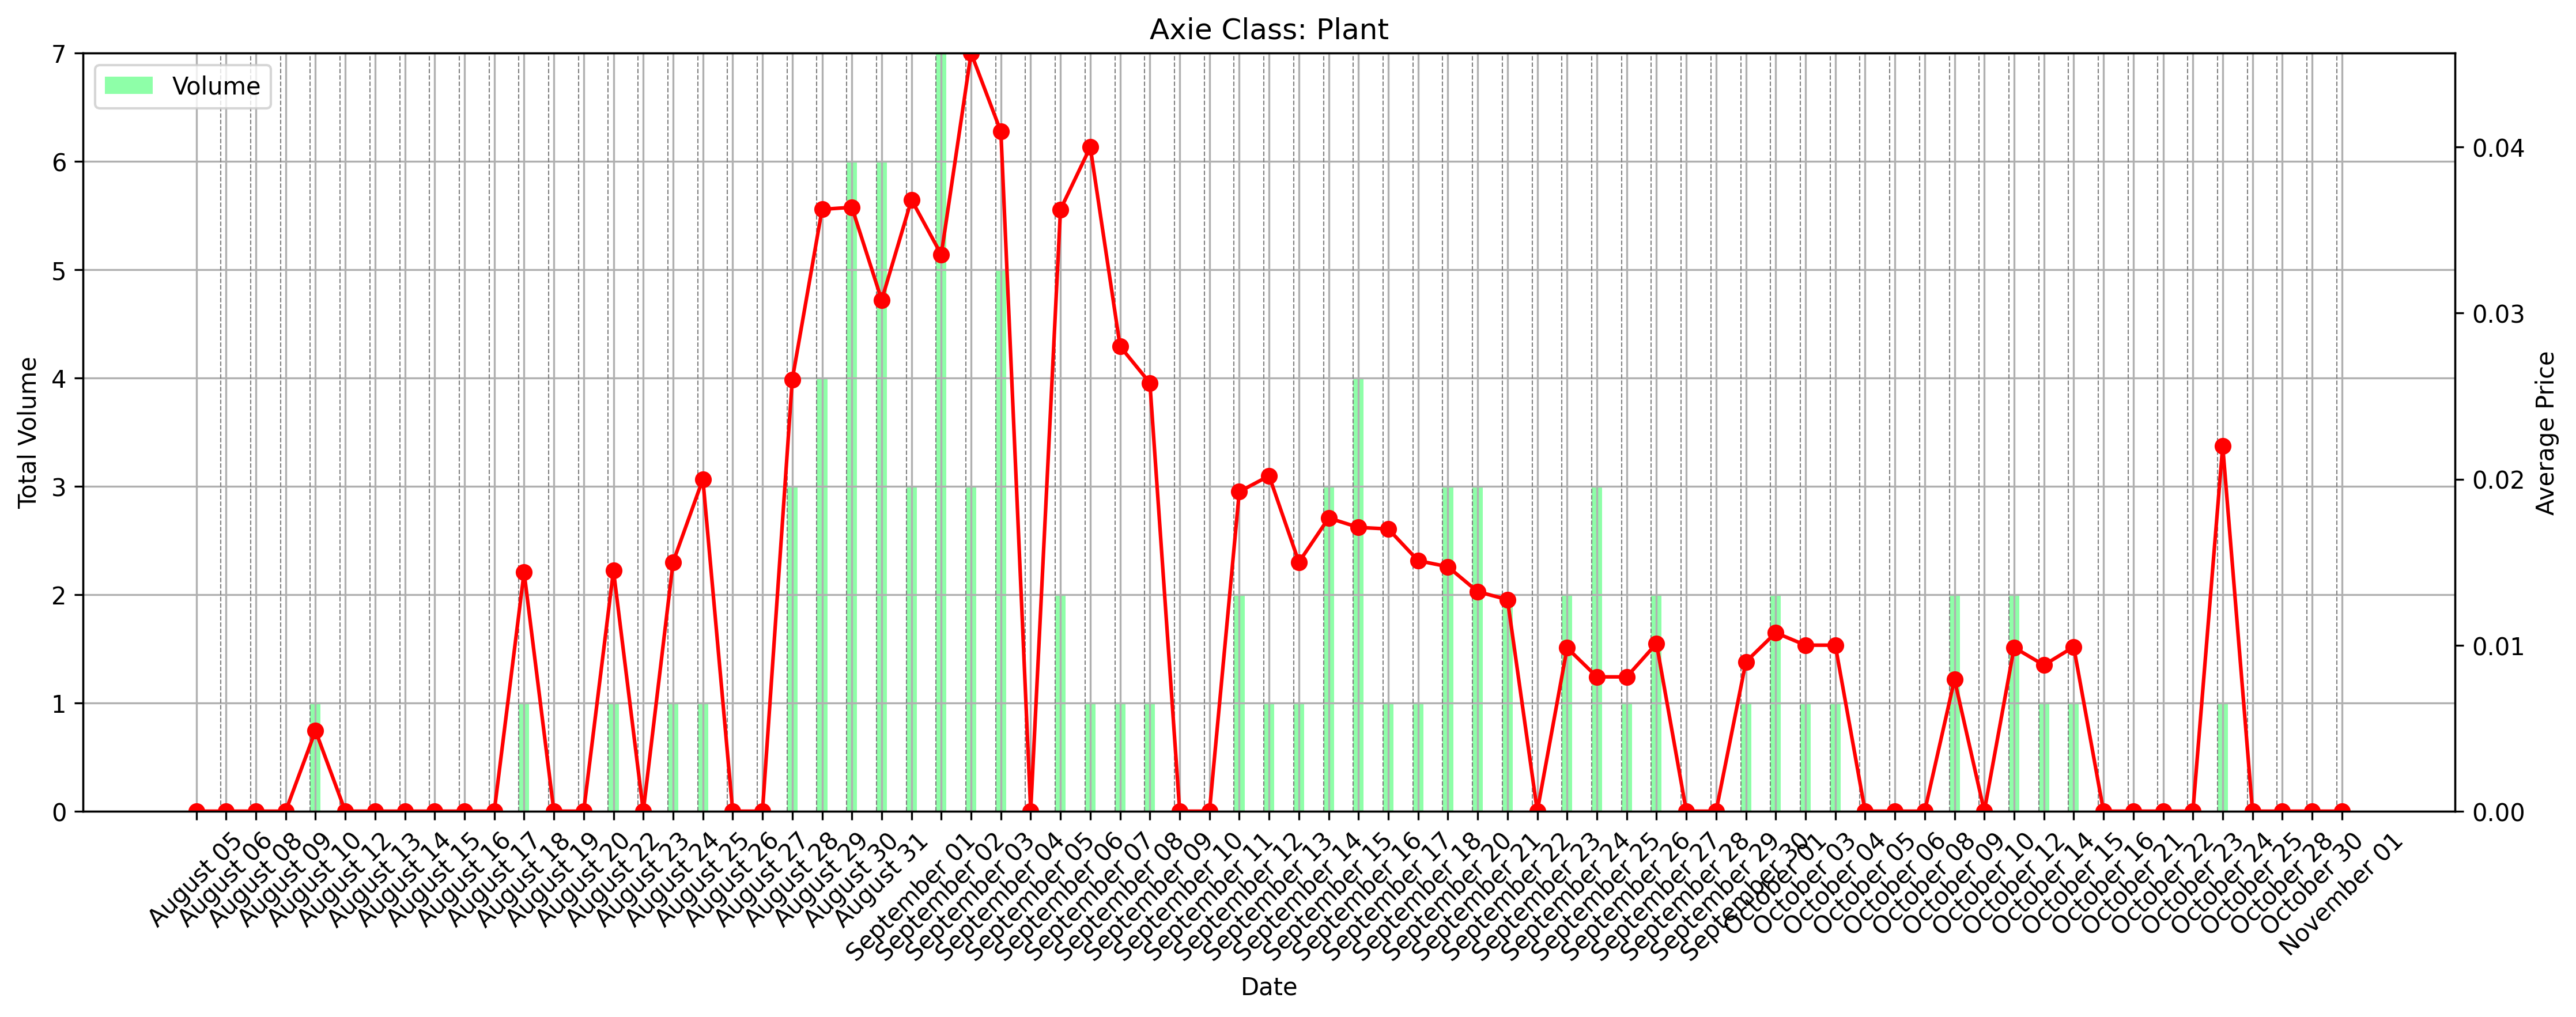 Axie Class: Plant
Volume
Total Volume
7
6
5
4
3
2
1
0
Average Price
0.04
0.03
0.02
0.01
0.00
August 05
August 06
August 08
August 09
August 10
August 12
August 13
August 14
August 15
August 16
August 17
August 18
August 19
August 20
August 22
August 23
August 24
August 25
August 26
August 27
August 28
August 29
August 30
August 31
September 01
September 02
September 03
September 04
September 05
September 06
September 07
September 08
September 09
September 10
September 11
September 12
September 13
September 14
September 15
September 16
September 17
September 18
September 20
September 21
September 22
September 23
September 24
September 25
September 26
September 27
September 28
September 29
September 30
October 01
October 03
October 04
October 05
October 06
October 08
October 09
October 10
October 12
October 14
October 15
October 16
October 21
October 22
October 23
October 24
October 25
October 28
October 30
November 01
Date